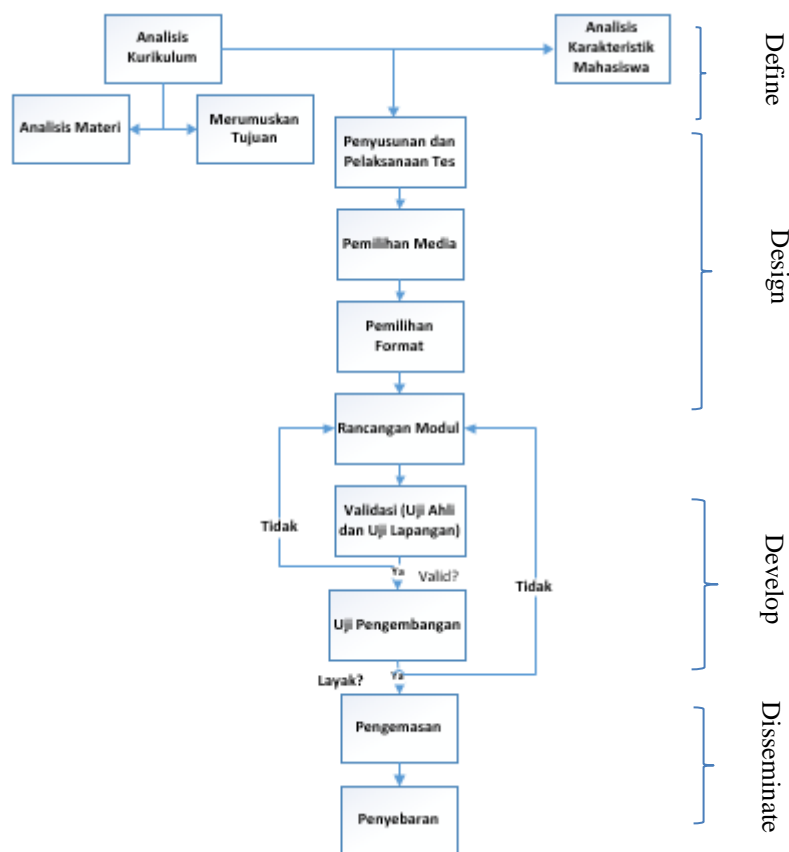 Analisis
Kurikulum
Analisis
Karakteristik
Mahasiswa
Define
Analisis Materi
Merumuskan
Tujuan
Penyusunan dan
Pelaksanaan Tes
Design
Pemilihan Media
Pemilihan
Format
Rancangan Modul
Validasi (Uji Ahli
dan Uji Lapangan)
Tidak
Ya
Valid?
Tidak
Develop
Uji Pengembangan
Layak?
Ya
Pengemasan
Disseminate
Penyebaran